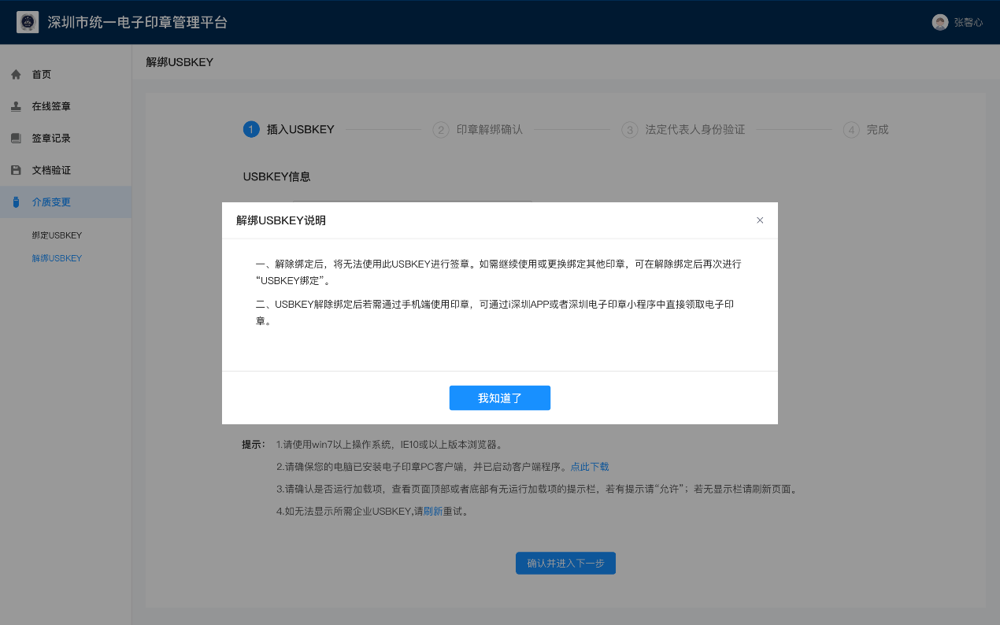 深圳市统一电子印章管理平台
张馨心
首页
在线签章
签章记录
文档验证
介质变更
绑定USBKEY
解绑USBKEY
解绑USBKEY
1 插入USBKEY
2 印章解绑确认
3 法定代表人身份验证
4 完成
USBKEY信息
解绑USBKEY说明
一、解除绑定后，将无法使用此USBKEY进行签章。如需继续使用或更换绑定其他印章，可在解除绑定后再次进行
“USBKEY绑定”。
二、USBKEY解除绑定后若需通过手机端使用印章，可通过i深圳APP或者深圳电子印章小程序中直接领取电子印
章。
我知道了
提示： 1.请使用win7以上操作系统，IE10或以上版本浏览器。
2.请确保您的电脑已安装电子印章PC客户端，并已启动客户端程序。点此下载
3.请确认是否运行加载项，查看页面顶部或者底部有无运行加载项的提示栏，若有提示请“允许”；若无显示栏请刷新页面。
4.如无法显示所需企业USBKEY,请刷新重试。
确认并进入下一步